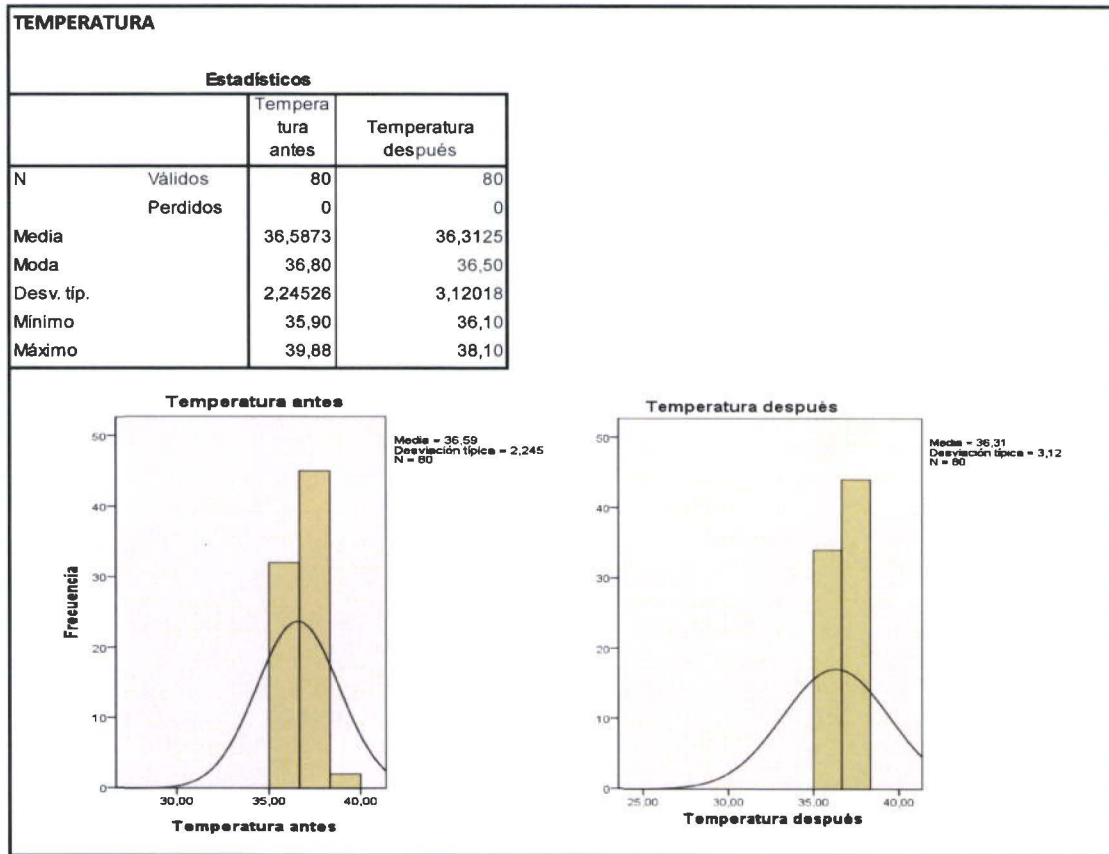 TEMPERATURA
Estadísticos
Tempera
tura
antes
Temperatura
después
N Válidos 80 80
Perdidos 0 0
Media 36,5873 36,3125
Moda 36,80 36,50
Desv. típ. 2,24526 3,12018
Mínimo 35,90 36,10
Máximo 39,88 38,10
Temperatura antes
Media = 36,59
Desviación típica = 2,245
N = 80
50
40
30
20
10
0
Frecuencia
30,00 35,00 40,00
Temperatura antes
Temperatura después
Media = 36,31
Desviación típica = 3,12
N = 80
50
40
30
20
10
0
25,00 30,00 35,00 40,00
Temperatura después